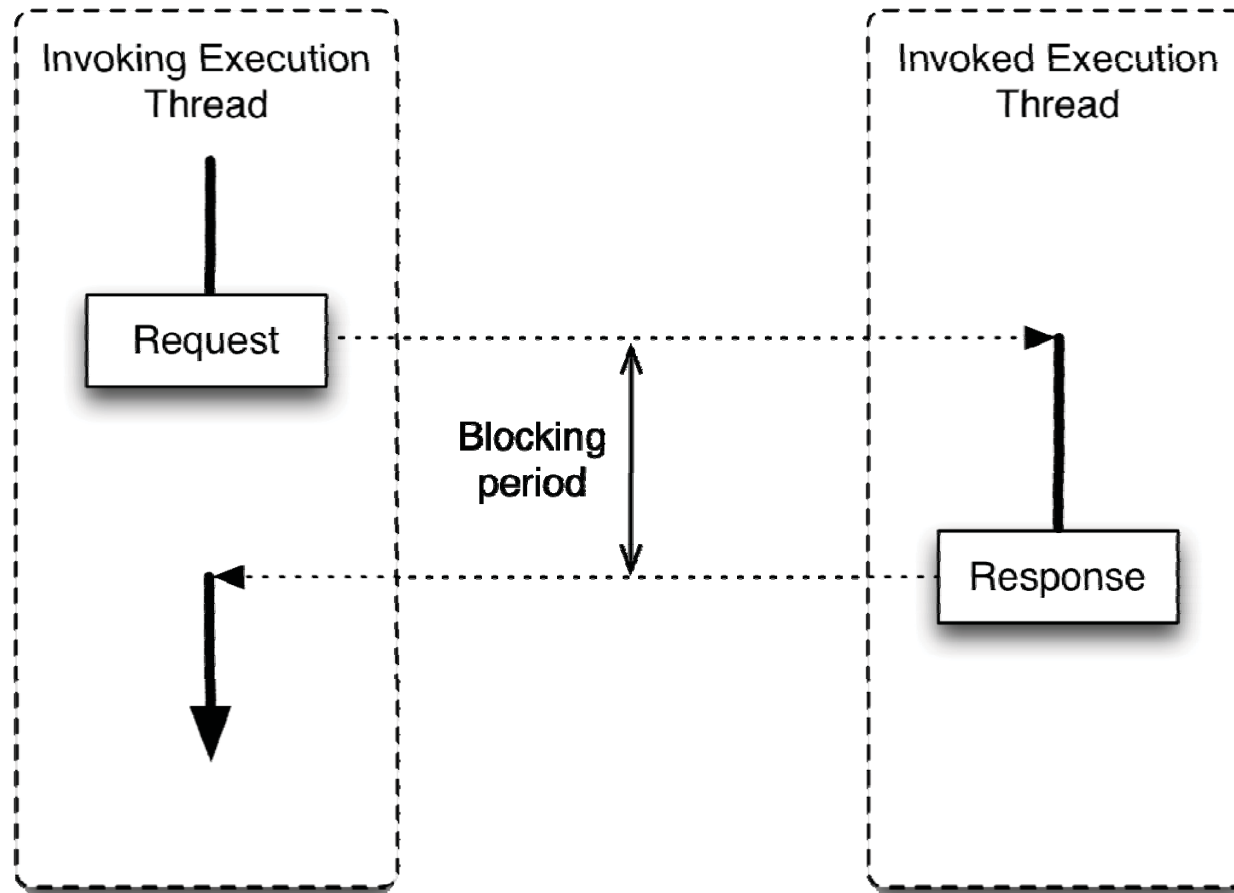 Invoking Execution
Thread
Invoked Execution
Thread
Request
Blocking
period
Response